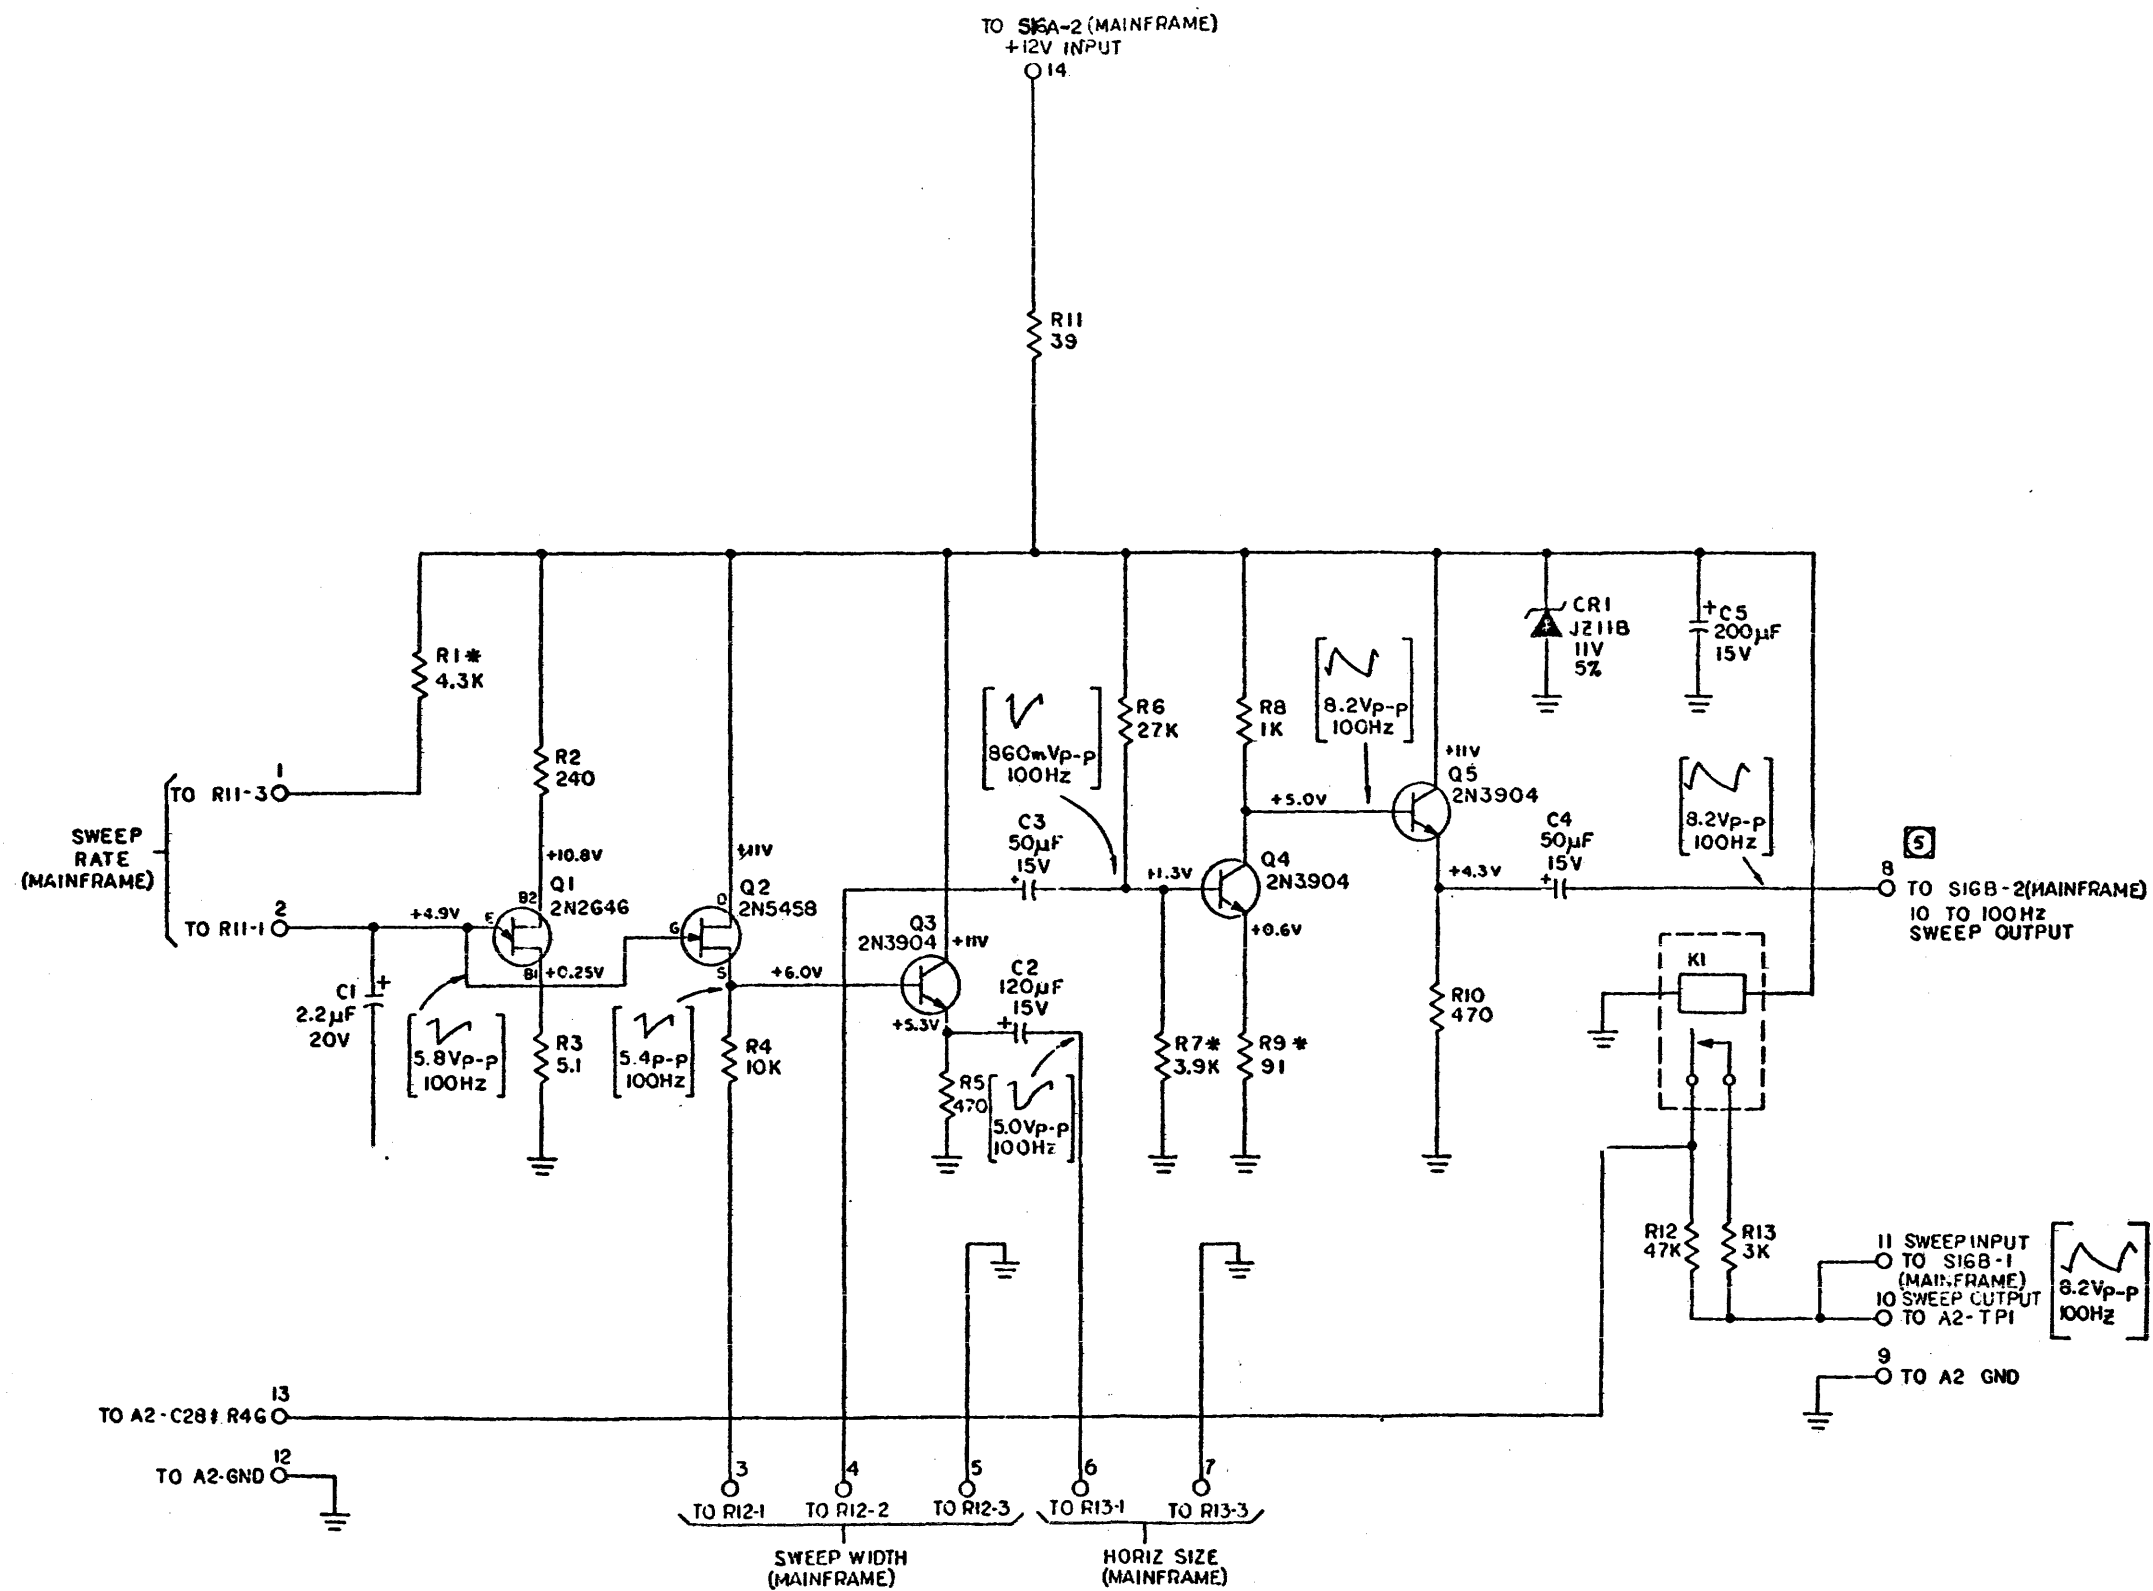 TO S16A-2 (MAINFRAME)
+12V INPUT
14
R11
39
R1*
4.3K
R2
240
1
TO R11-3
SWEEP
RATE
(MAINFRAME)
2
TO R11-1
+4.9V
E
+10.8V
B2
Q1
2N2646
B1
+0.25V
C1
+
2.2µF
20V
5.8Vp-p
100Hz
R3
5.1
+11V
D
Q2
2N5458
G
S
+6.0V
5.4p-p
100Hz
R4
10K
Q3
2N3904
+11V
+5.3V
R5
470
C2
120µF
15V
+
5.0Vp-p
100Hz
860mVp-p
100Hz
C3
50µF
15V
+
R6
27K
+1.3V
R7*
3.9K
R8
1K
Q4
2N3904
+0.6V
R9*
91
+5.0V
8.2Vp-p
100Hz
+11V
Q5
2N3904
+4.3V
R10
470
C4
50µF
15V
+
CR1
JZ11B
11V
5%
+
C5
200µF
15V
8.2Vp-p
100Hz
5
8
TO S16B-2(MAINFRAME)
10 TO 100Hz
SWEEP OUTPUT
K1
R12
47K
R13
3K
11 SWEEP INPUT
TO S16B-1
(MAINFRAME)
10 SWEEP OUTPUT
TO A2-TP1
8.2Vp-p
100Hz
9
TO A2 GND
13
TO A2-C28 & R46
12
TO A2-GND
3
TO R12-1
4
TO R12-2
5
TO R12-3
6
TO R13-1
7
TO R13-3
SWEEP WIDTH
(MAINFRAME)
HORIZ SIZE
(MAINFRAME)